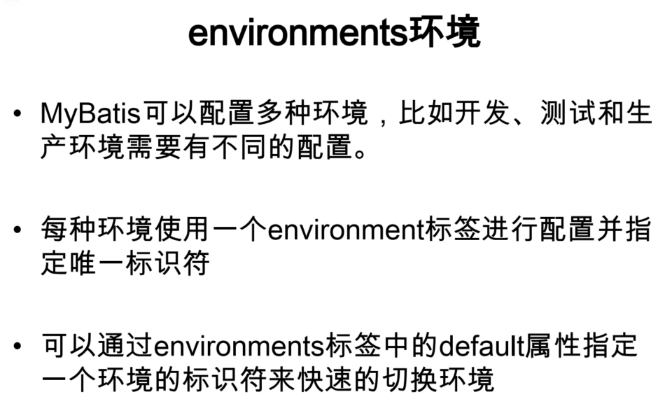 environments环境
• MyBatis可以配置多种环境，比如开发、测试和生
产环境需要有不同的配置。
• 每种环境使用一个environment标签进行配置并指
定唯一标识符
• 可以通过environments标签中的default属性指定
一个环境的标识符来快速的切换环境